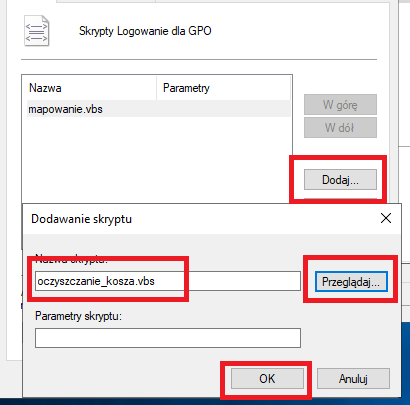 Skrypty Logowanie dla GPO
Nazwa Parametry
mapowanie.vbs
W górę
W dół
Dodaj...
Dodawanie skryptu
Nazwa skryptu:
oczyszczanie_kosza.vbs
Przeglądaj...
Parametry skryptu:
OK Anuluj